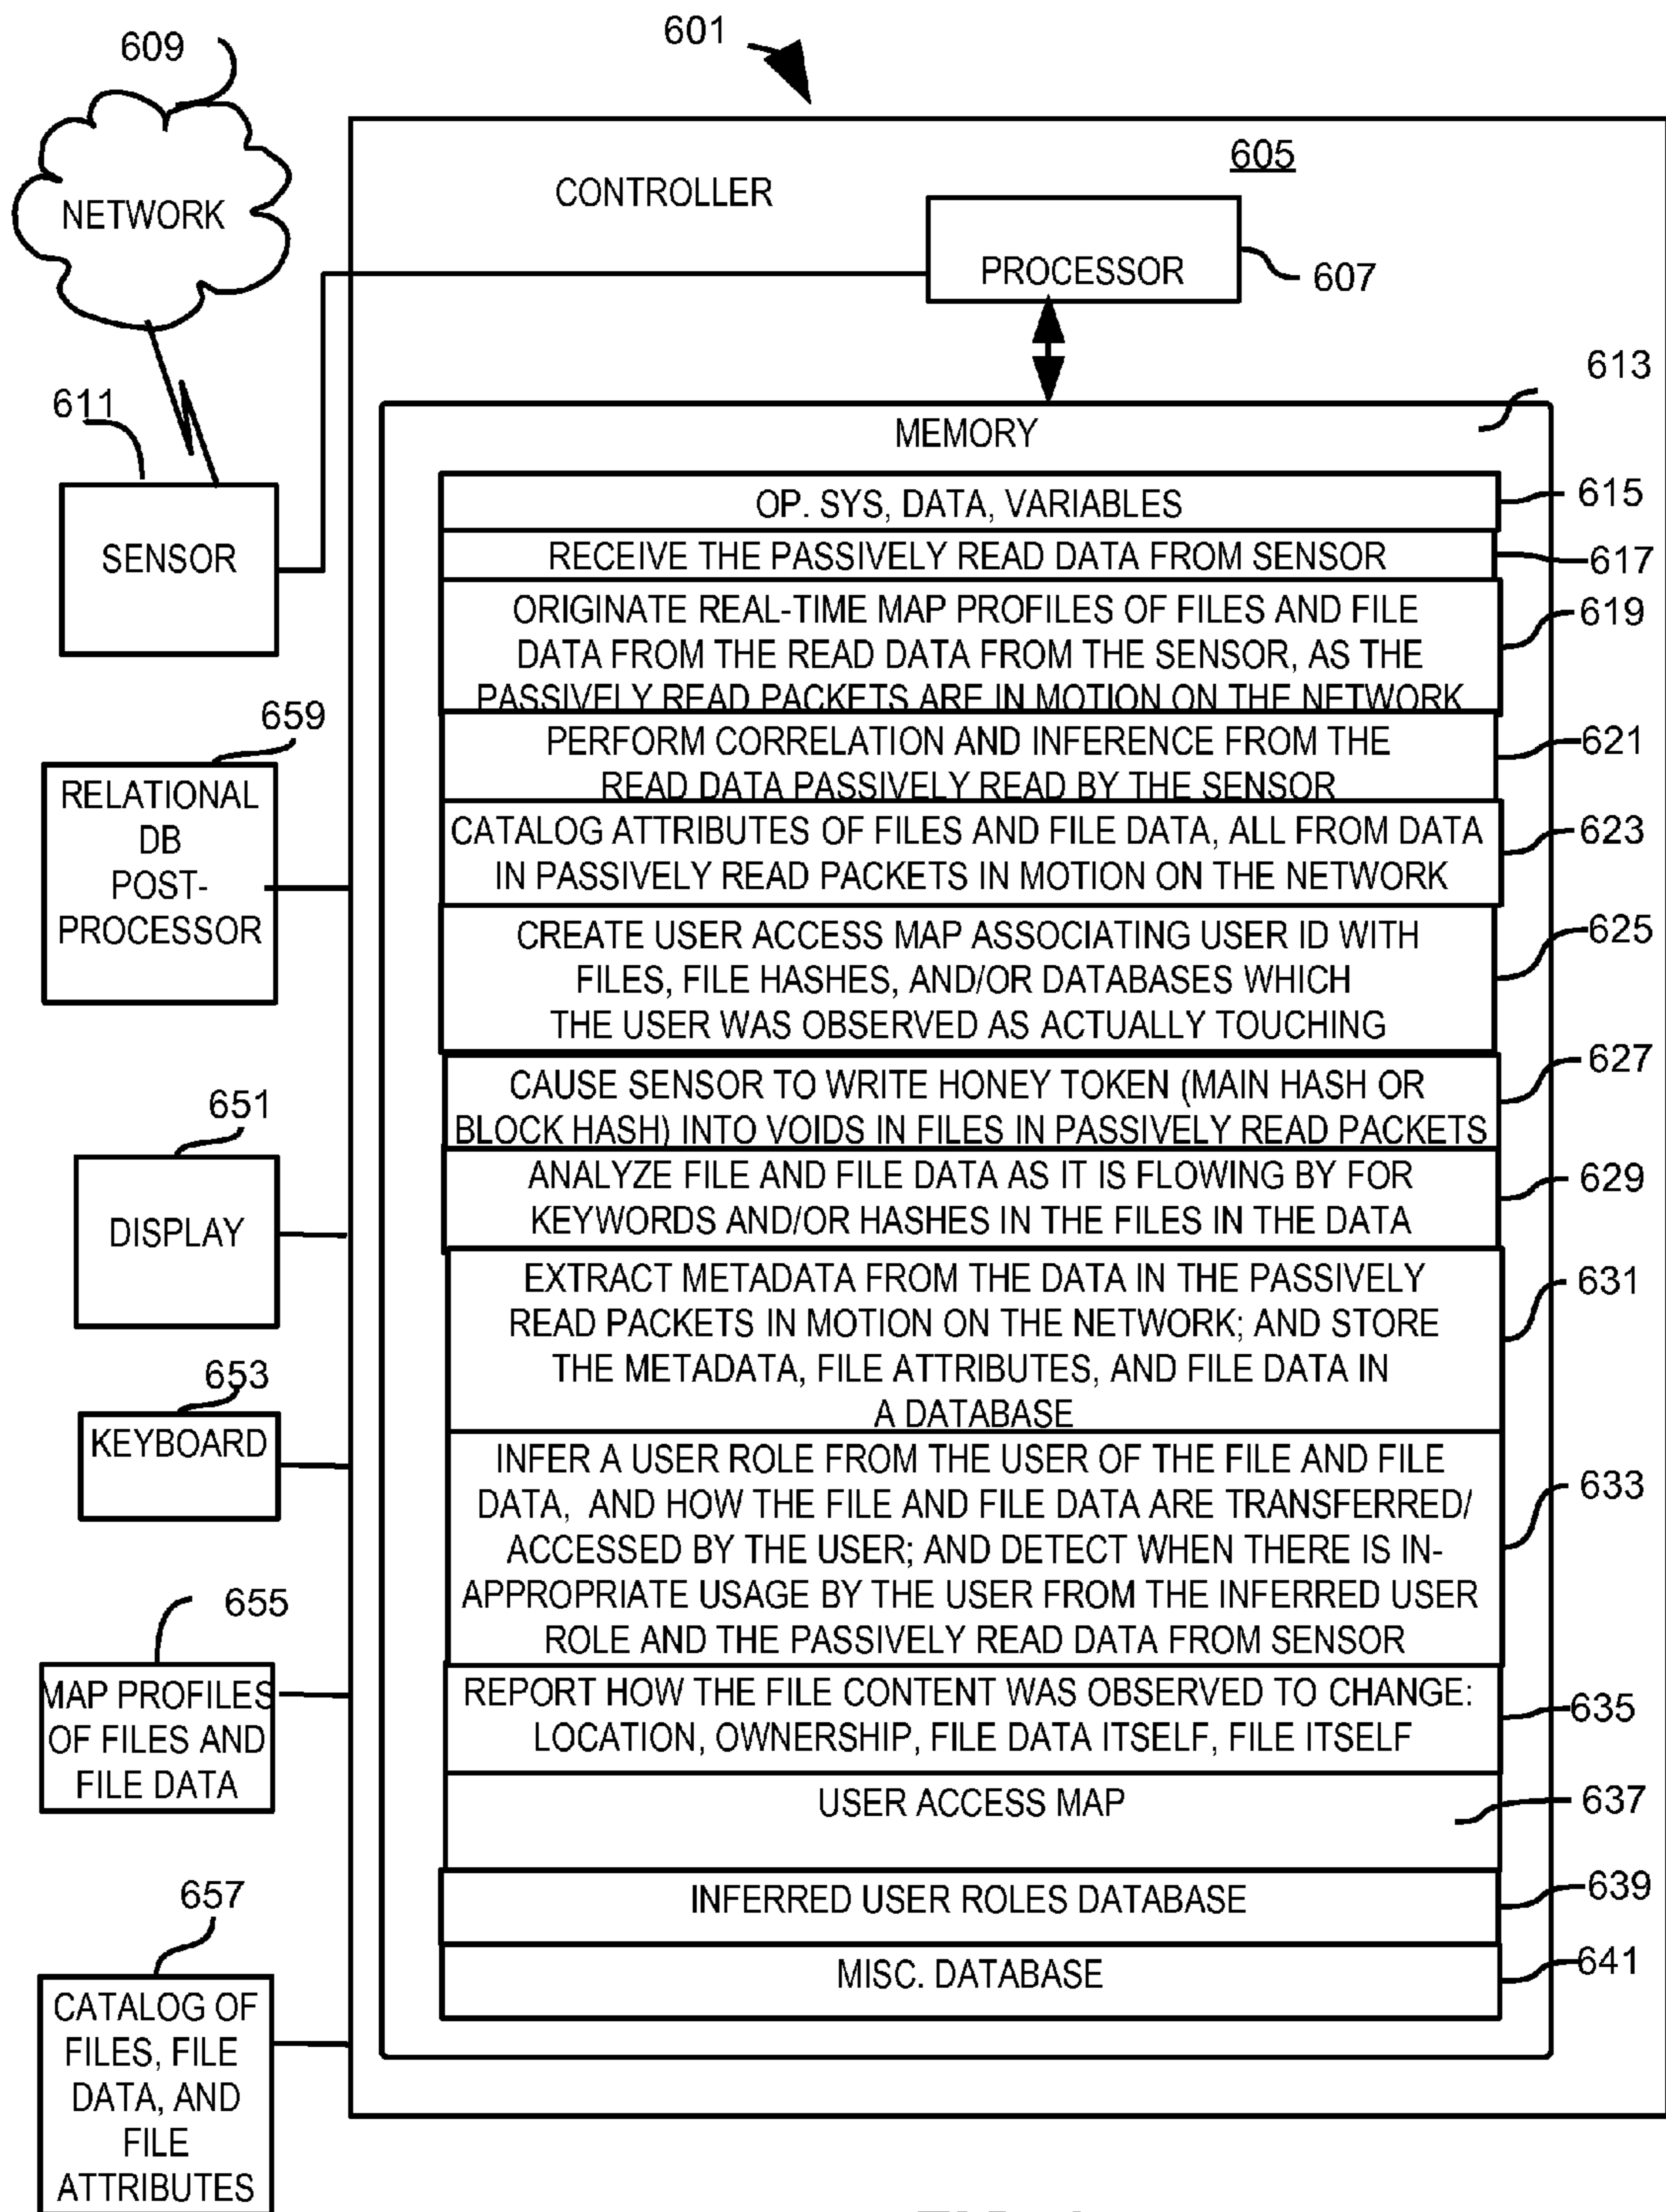 609
601
605
CONTROLLER
NETWORK
PROCESSOR
607
613
611
MEMORY
OP. SYS, DATA, VARIABLES
615
SENSOR
RECEIVE THE PASSIVELY READ DATA FROM SENSOR
617
ORIGINATE REAL-TIME MAP PROFILES OF FILES AND FILE
DATA FROM THE READ DATA FROM THE SENSOR, AS THE
PASSIVELY READ PACKETS ARE IN MOTION ON THE NETWORK
619
659
PERFORM CORRELATION AND INFERENCE FROM THE
READ DATA PASSIVELY READ BY THE SENSOR
621
RELATIONAL
DB
POST-
PROCESSOR
CATALOG ATTRIBUTES OF FILES AND FILE DATA, ALL FROM DATA
IN PASSIVELY READ PACKETS IN MOTION ON THE NETWORK
623
CREATE USER ACCESS MAP ASSOCIATING USER ID WITH
FILES, FILE HASHES, AND/OR DATABASES WHICH
THE USER WAS OBSERVED AS ACTUALLY TOUCHING
625
CAUSE SENSOR TO WRITE HONEY TOKEN (MAIN HASH OR
BLOCK HASH) INTO VOIDS IN FILES IN PASSIVELY READ PACKETS
627
651
DISPLAY
ANALYZE FILE AND FILE DATA AS IT IS FLOWING BY FOR
KEYWORDS AND/OR HASHES IN THE FILES IN THE DATA
629
EXTRACT METADATA FROM THE DATA IN THE PASSIVELY
READ PACKETS IN MOTION ON THE NETWORK; AND STORE
THE METADATA, FILE ATTRIBUTES, AND FILE DATA IN
A DATABASE
631
653
KEYBOARD
INFER A USER ROLE FROM THE USER OF THE FILE AND FILE
DATA, AND HOW THE FILE AND FILE DATA ARE TRANSFERRED/
ACCESSED BY THE USER; AND DETECT WHEN THERE IS IN-
APPROPRIATE USAGE BY THE USER FROM THE INFERRED USER
ROLE AND THE PASSIVELY READ DATA FROM SENSOR
633
655
MAP PROFILES
OF FILES AND
FILE DATA
REPORT HOW THE FILE CONTENT WAS OBSERVED TO CHANGE:
LOCATION, OWNERSHIP, FILE DATA ITSELF, FILE ITSELF
635
USER ACCESS MAP
637
657
INFERRED USER ROLES DATABASE
639
MISC. DATABASE
641
CATALOG OF
FILES, FILE
DATA, AND
FILE
ATTRIBUTES